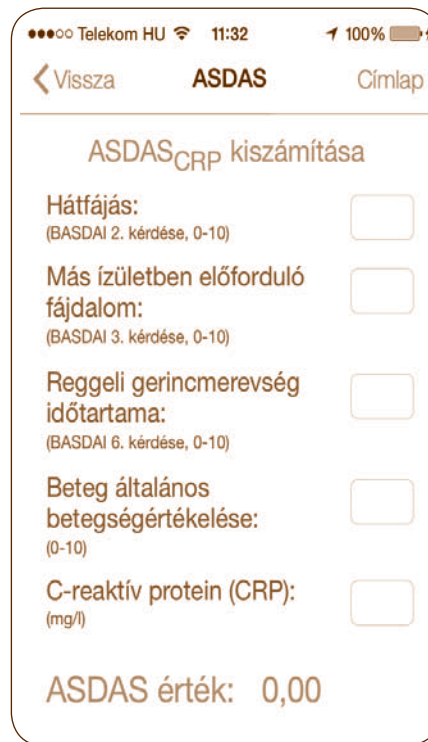 Telekom HU 11:32 100%
Vissza ASDAS Címlap
ASDASCRP kiszámítása
Hátfájás:
(BASDAI 2. kérdése, 0-10)
Más ízületben előforduló
fájdalom:
(BASDAI 3. kérdése, 0-10)
Reggeli gerincmerevség
időtartama:
(BASDAI 6. kérdése, 0-10)
Beteg általános
betegségértékelése:
(0-10)
C-reaktív protein (CRP):
(mg/l)
ASDAS érték: 0,00